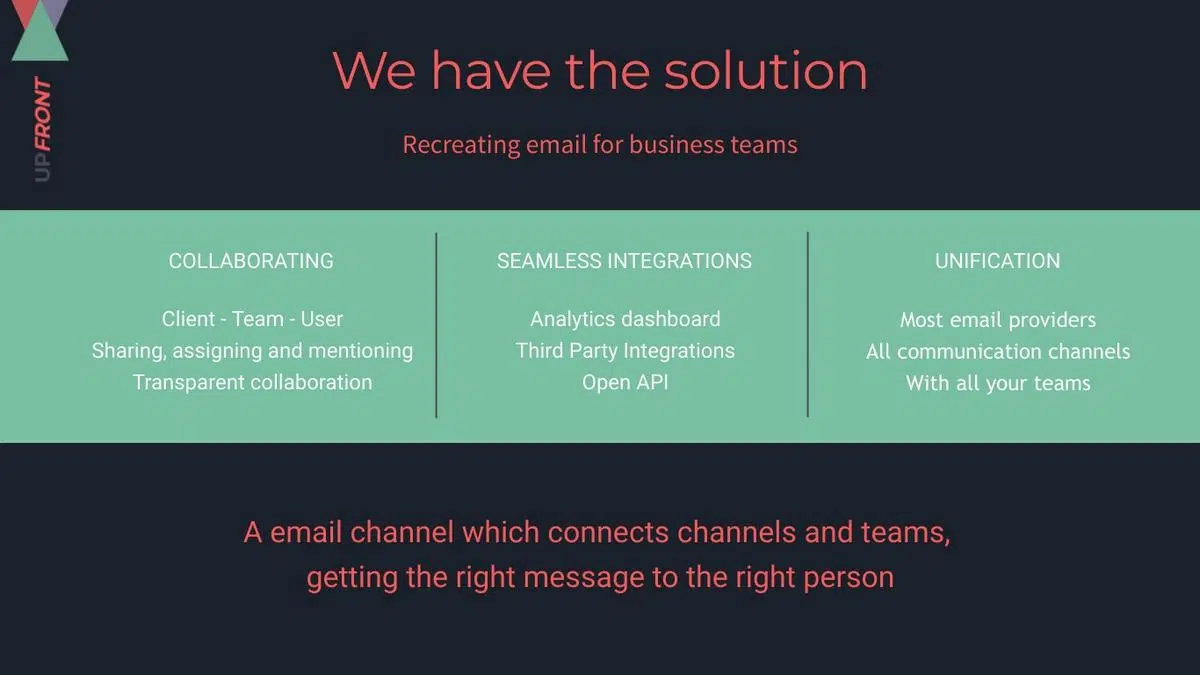 UPFRONT
We have the solution
Recreating email for business teams
COLLABORATING
Client - Team - User
Sharing, assigning and mentioning
Transparent collaboration
SEAMLESS INTEGRATIONS
Analytics dashboard
Third Party Integrations
Open API
UNIFICATION
Most email providers
All communication channels
With all your teams
A email channel which connects channels and teams,
getting the right message to the right person